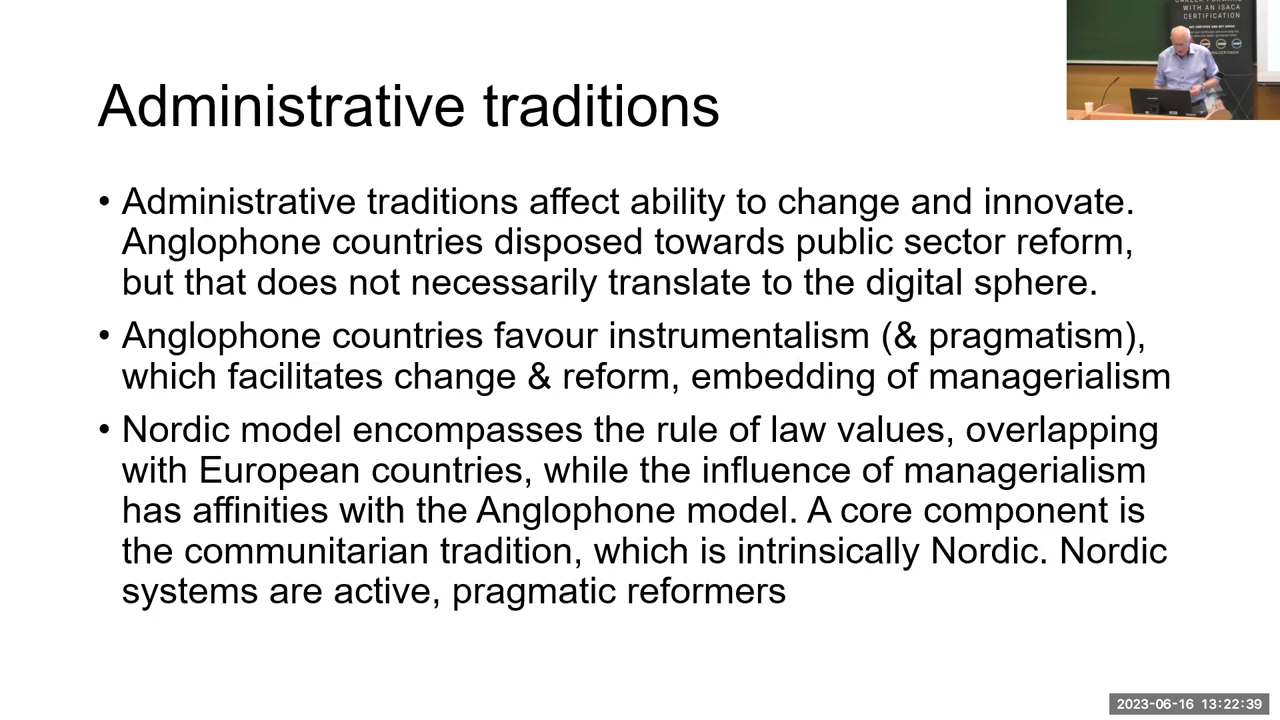 Administrative traditions
• Administrative traditions affect ability to change and innovate.
Anglophone countries disposed towards public sector reform,
but that does not necessarily translate to the digital sphere.
• Anglophone countries favour instrumentalism (& pragmatism),
which facilitates change & reform, embedding of managerialism
• Nordic model encompasses the rule of law values, overlapping
with European countries, while the influence of managerialism
has affinities with the Anglophone model. A core component is
the communitarian tradition, which is intrinsically Nordic. Nordic
systems are active, pragmatic reformers
WITH AN ISACA
CERTIFICATION
2023-06-16 13:22:39